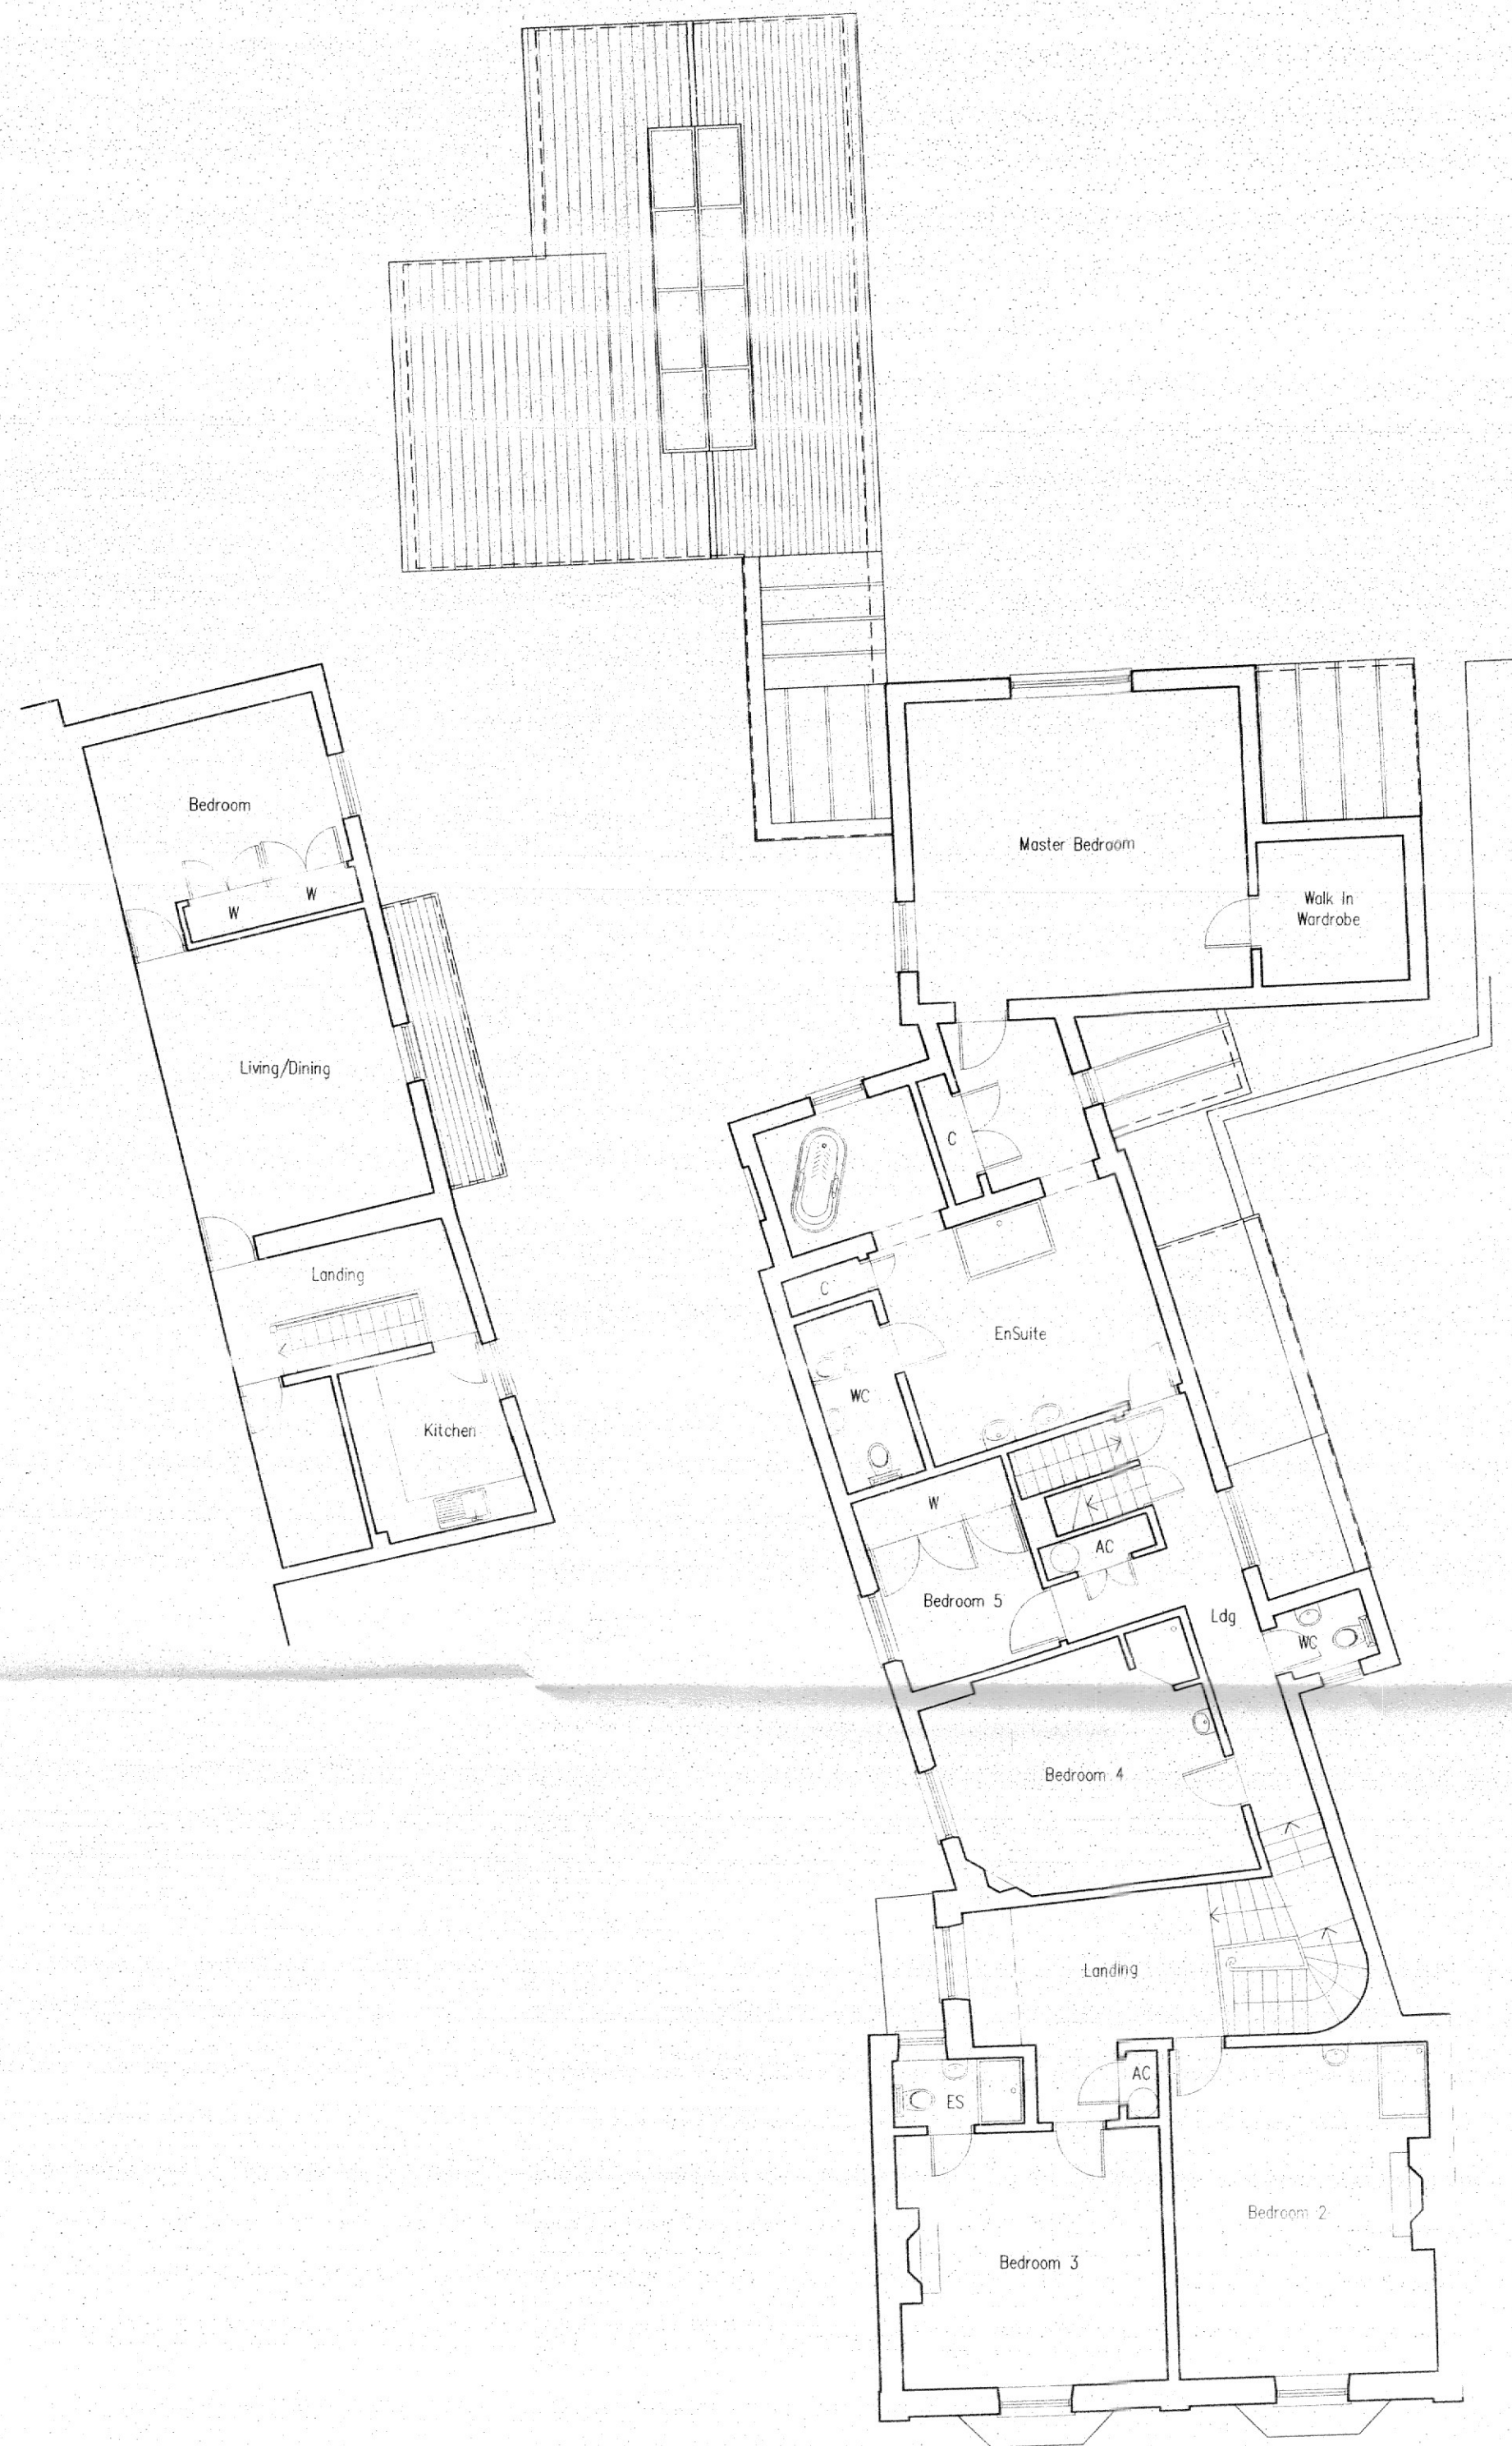 Bedroom
W
W
Living/Dining
Landing
Kitchen
Master Bedroom
Walk In
Wardrobe
C
C
EnSuite
WC
W
AC
Bedroom 5
Ldg
WC
Bedroom 4
Landing
AC
ES
Bedroom 2
Bedroom 3